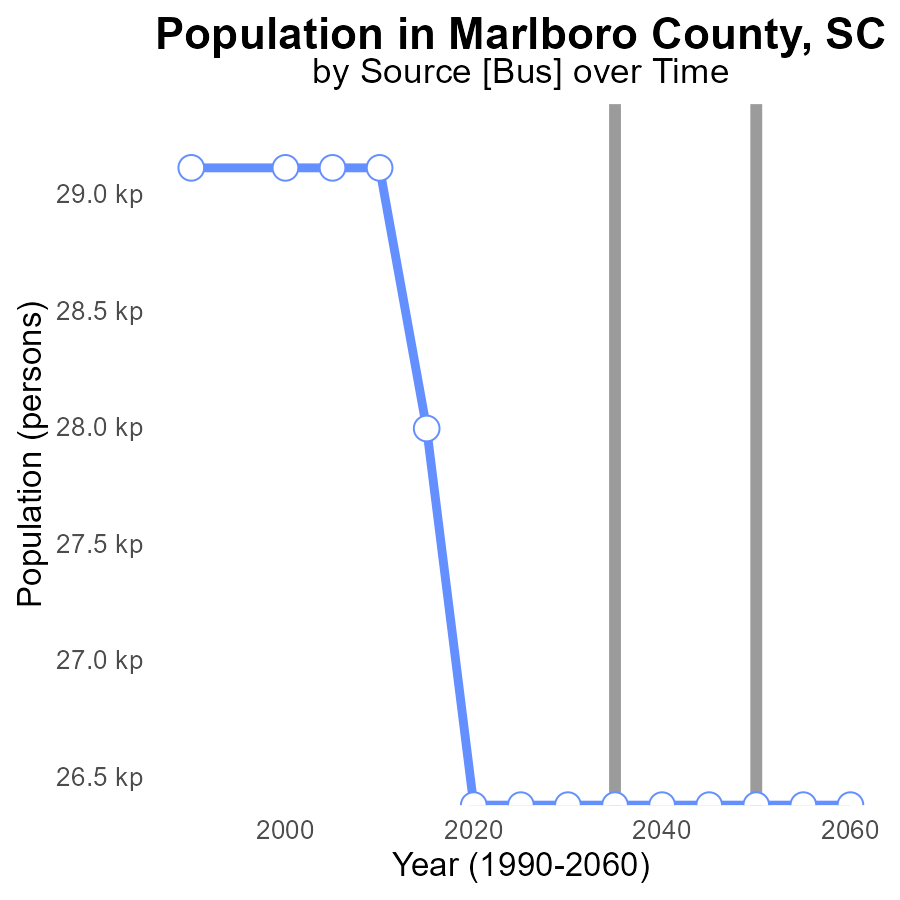 Population in Marlboro County, SC
by Source [Bus] over Time
Population (persons)
29.0 kp
28.5 kp
28.0 kp
27.5 kp
27.0 kp
26.5 kp
2000
2020
2040
2060
Year (1990-2060)